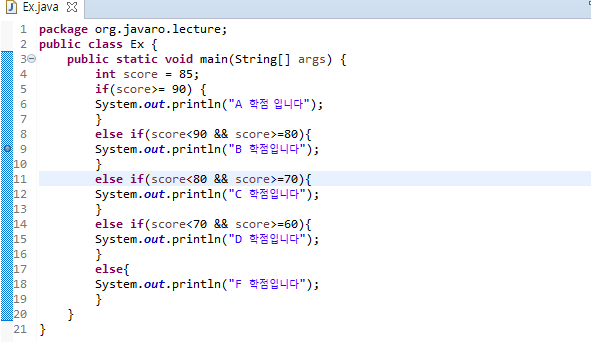 Ex.java
1 package org.javaro.lecture;
2 public class Ex {
3 public static void main(String[] args) {
4 int score = 85;
5 if(score>= 90) {
6 System.out.println("A 학점 입니다");
7 }
8 else if(score<90 && score>=80){
9 System.out.println("B 학점입니다");
10 }
11 else if(score<80 && score>=70){
12 System.out.println("C 학점입니다");
13 }
14 else if(score<70 && score>=60){
15 System.out.println("D 학점입니다");
16 }
17 else{
18 System.out.println("F 학점입니다");
19 }
20 }
21 }